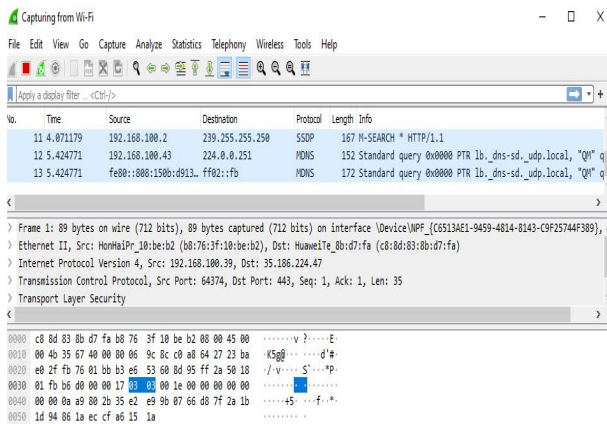 Capturing from Wi-Fi
File Edit View Go Capture Analyze Statistics Telephony Wireless Tools Help
Apply a display filter ... <Ctrl-/>
No. Time Source Destination Protocol Length Info
11 4.071179 192.168.100.2 239.255.255.250 SSDP 167 M-SEARCH * HTTP/1.1
12 5.424771 192.168.100.43 224.0.0.251 MDNS 152 Standard query 0x0000 PTR lb._dns-sd._udp.local, "QM" q
13 5.424771 fe80::808:150b:d913… ff02::fb MDNS 172 Standard query 0x0000 PTR lb._dns-sd._udp.local, "QM" q
Frame 1: 89 bytes on wire (712 bits), 89 bytes captured (712 bits) on interface \Device\NPF_{C6513AE1-9459-4814-8143-C9F25744F389},
Ethernet II, Src: HonHaiPr_10:be:b2 (b8:76:3f:10:be:b2), Dst: HuaweiTe_8b:d7:fa (c8:8d:83:8b:d7:fa)
Internet Protocol Version 4, Src: 192.168.100.39, Dst: 35.186.224.47
Transmission Control Protocol, Src Port: 64374, Dst Port: 443, Seq: 1, Ack: 1, Len: 35
Transport Layer Security
0000 c8 8d 83 8b d7 fa b8 76 3f 10 be b2 08 00 45 00 ·······v ?·····E·
0010 00 4b 35 67 40 00 80 06 9c 8c c0 a8 64 27 23 ba ·K5g@··· ····d'#·
0020 e0 2f fb 76 01 bb b3 e6 53 60 8d 95 ff 2a 50 18 ·/·v···· S`···*P·
0030 01 fb b6 d0 00 00 17 03 03 00 1e 00 00 00 00 00 ········ ········
0040 00 00 0a a9 80 2b 35 e2 e9 9b 07 66 d8 7f 2a 1b ·····+5· ···f··*·
0050 1d 94 86 1a ec cf a6 15 1a ········ ·